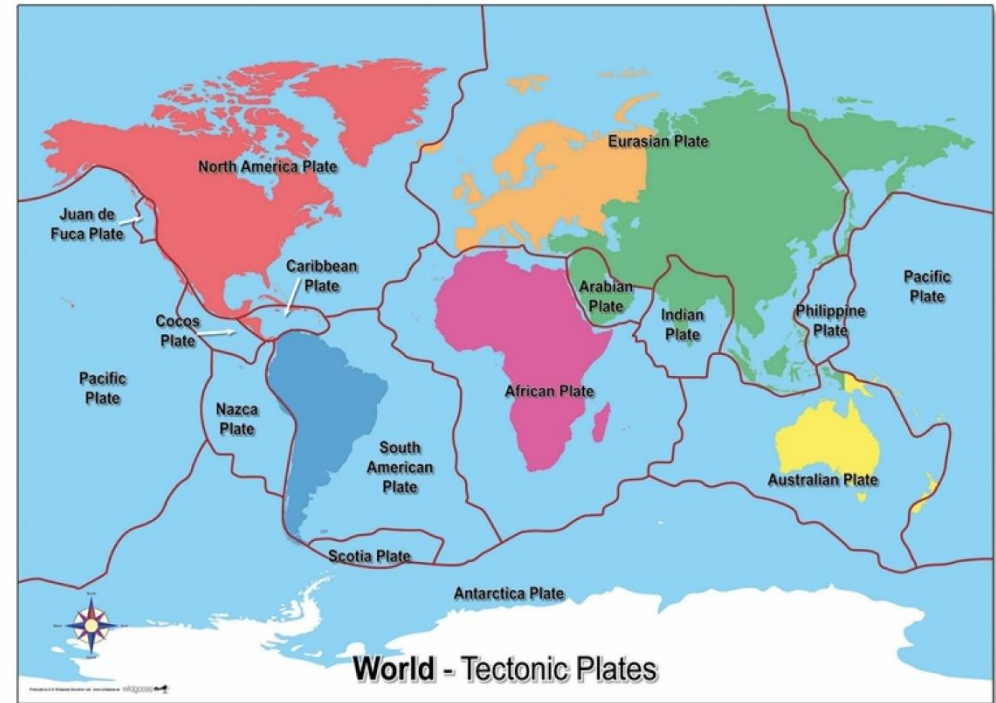 North America Plate
Eurasian Plate
Juan de
Fuca Plate
Caribbean
Plate
Arabian
Plate
Indian
Plate
Philippine
Plate
Pacific
Plate
Cocos
Plate
Pacific
Plate
Nazca
Plate
African Plate
South
American
Plate
Australian Plate
Scotia Plate
Antarctica Plate
World - Tectonic Plates
wildgoose